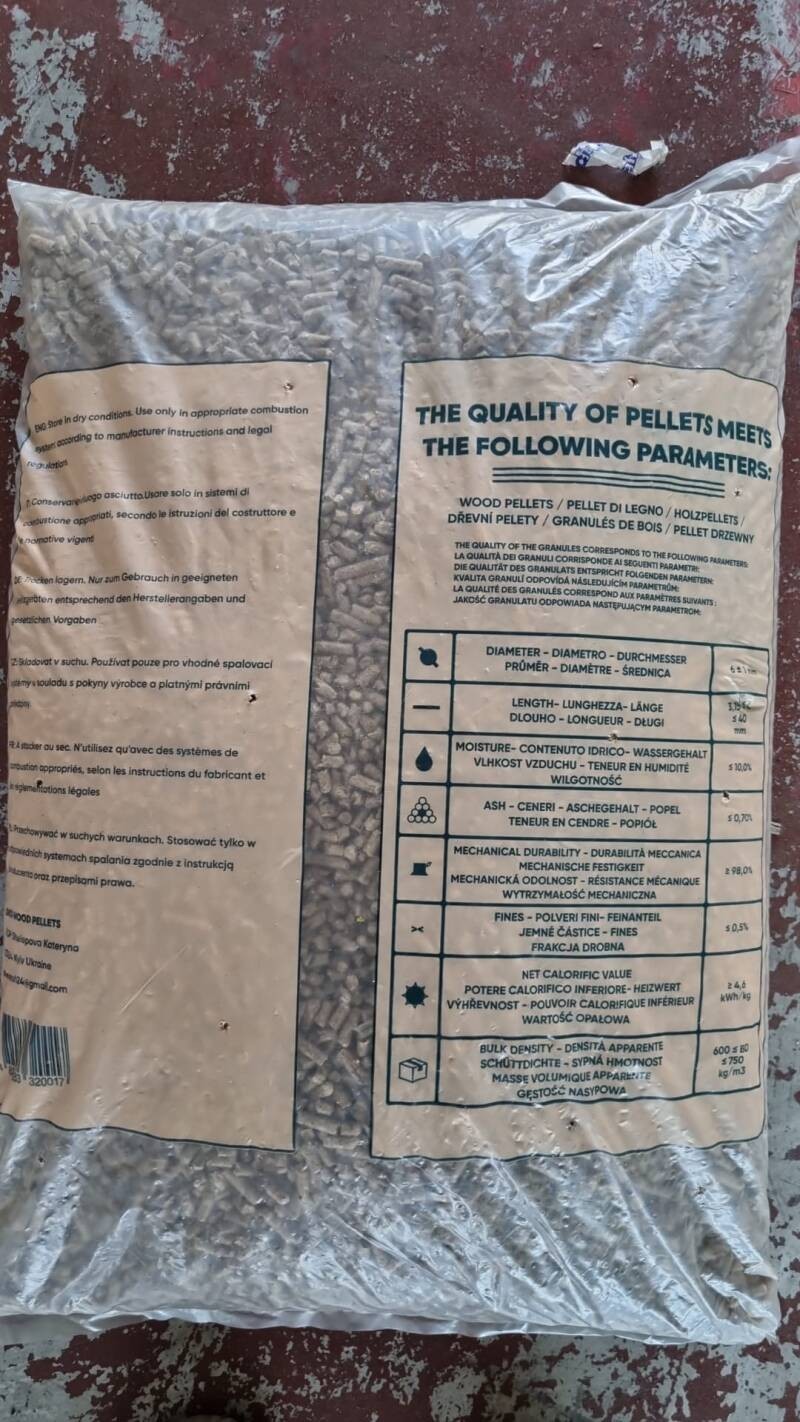 ENG Store in dry conditions. Use only in appropriate combustion
system according to manufacturer instructions and legal
regulation
Conservare luogo asciutto.Usare solo in sistemi di
combustione appropriati, secondo le istruzioni del costruttore e
normative vigent
Trocken lagern. Nur zum Gebrauch in geeigneten
entsprechend den Herstellerangaben und
gesetzlichen Vorgaben
CZ: Skladovat v suchu. Používat pouze pro vhodné spalovací
systémy v souladu s pokyny výrobce a platnými právními
předpisy
FR: A stocker au sec. N'utilisez qu'avec des systèmes de
combustion appropriés, selon les instructions du fabricant et
réglementations légales
Przechowywać w suchych warunkach. Stosować tylko w
odpowiednich systemach spalania zgodnie z instrukcją
producenta oraz przepisami prawa.
WOOD PELLETS
Kateryna
Kyiv Ukraine
320017
THE QUALITY OF PELLETS MEETS
THE FOLLOWING PARAMETERS:
WOOD PELLETS / PELLET DI LEGNO / HOLZPELLETS /
DŘEVNÍ PELETY / GRANULÉS DE BOIS / PELLET DRZEWNY
THE QUALITY OF THE GRANULES CORRESPONDS TO THE FOLLOWING PARAMETERS:
LA QUALITÀ DEI GRANULI CORRISPONDE AI SEGUENTI PARAMETRI:
DIE QUALITÄT DES GRANULATS ENTSPRICHT FOLGENDEN PARAMETERN:
KVALITA GRANULÍ ODPOVÍDÁ NÁSLEDUJÍCÍM PARAMETRŮM:
LA QUALITÉ DES GRANULÉS CORRESPOND AUX PARAMÈTRES SUIVANTS :
JAKOŚĆ GRANULATU ODPOWIADA NASTĘPUJĄCYM PARAMETROM:
DIAMETER - DIAMETRO - DURCHMESSER
PRŮMĚR - DIAMÈTRE - ŚREDNICA
6 ± 1 mm
LENGTH- LUNGHEZZA- LÄNGE
DLOUHO - LONGUEUR - DŁUGI
3,15 ≤
≤ 40
mm
MOISTURE- CONTENUTO IDRICO- WASSERGEHALT
VLHKOST VZDUCHU - TENEUR EN HUMIDITÉ
WILGOTNOŚĆ
≤ 10,0%
ASH - CENERI - ASCHEGEHALT - POPEL
TENEUR EN CENDRE - POPIÓŁ
≤ 0,70%
MECHANICAL DURABILITY - DURABILITÀ MECCANICA
MECHANISCHE FESTIGKEIT
MECHANICKÁ ODOLNOST - RÉSISTANCE MÉCANIQUE
WYTRZYMAŁOŚĆ MECHANICZNA
≥ 98,0%
FINES - POLVERI FINI- FEINANTEIL
JEMNÉ ČÁSTICE - FINES
FRAKCJA DROBNA
≤ 0,5%
NET CALORIFIC VALUE
POTERE CALORIFICO INFERIORE- HEIZWERT
VÝHŘEVNOST - POUVOIR CALORIFIQUE INFÉRIEUR
WARTOŚĆ OPAŁOWA
≥ 4,6
kWh/kg
BULK DENSITY - DENSITÀ APPARENTE
SCHÜTTDICHTE - SYPNÁ HMOTNOST
MASSE VOLUMIQUE APPARENTE
GĘSTOŚĆ NASYPOWA
600 ≤ BD
≤ 750
kg/m3